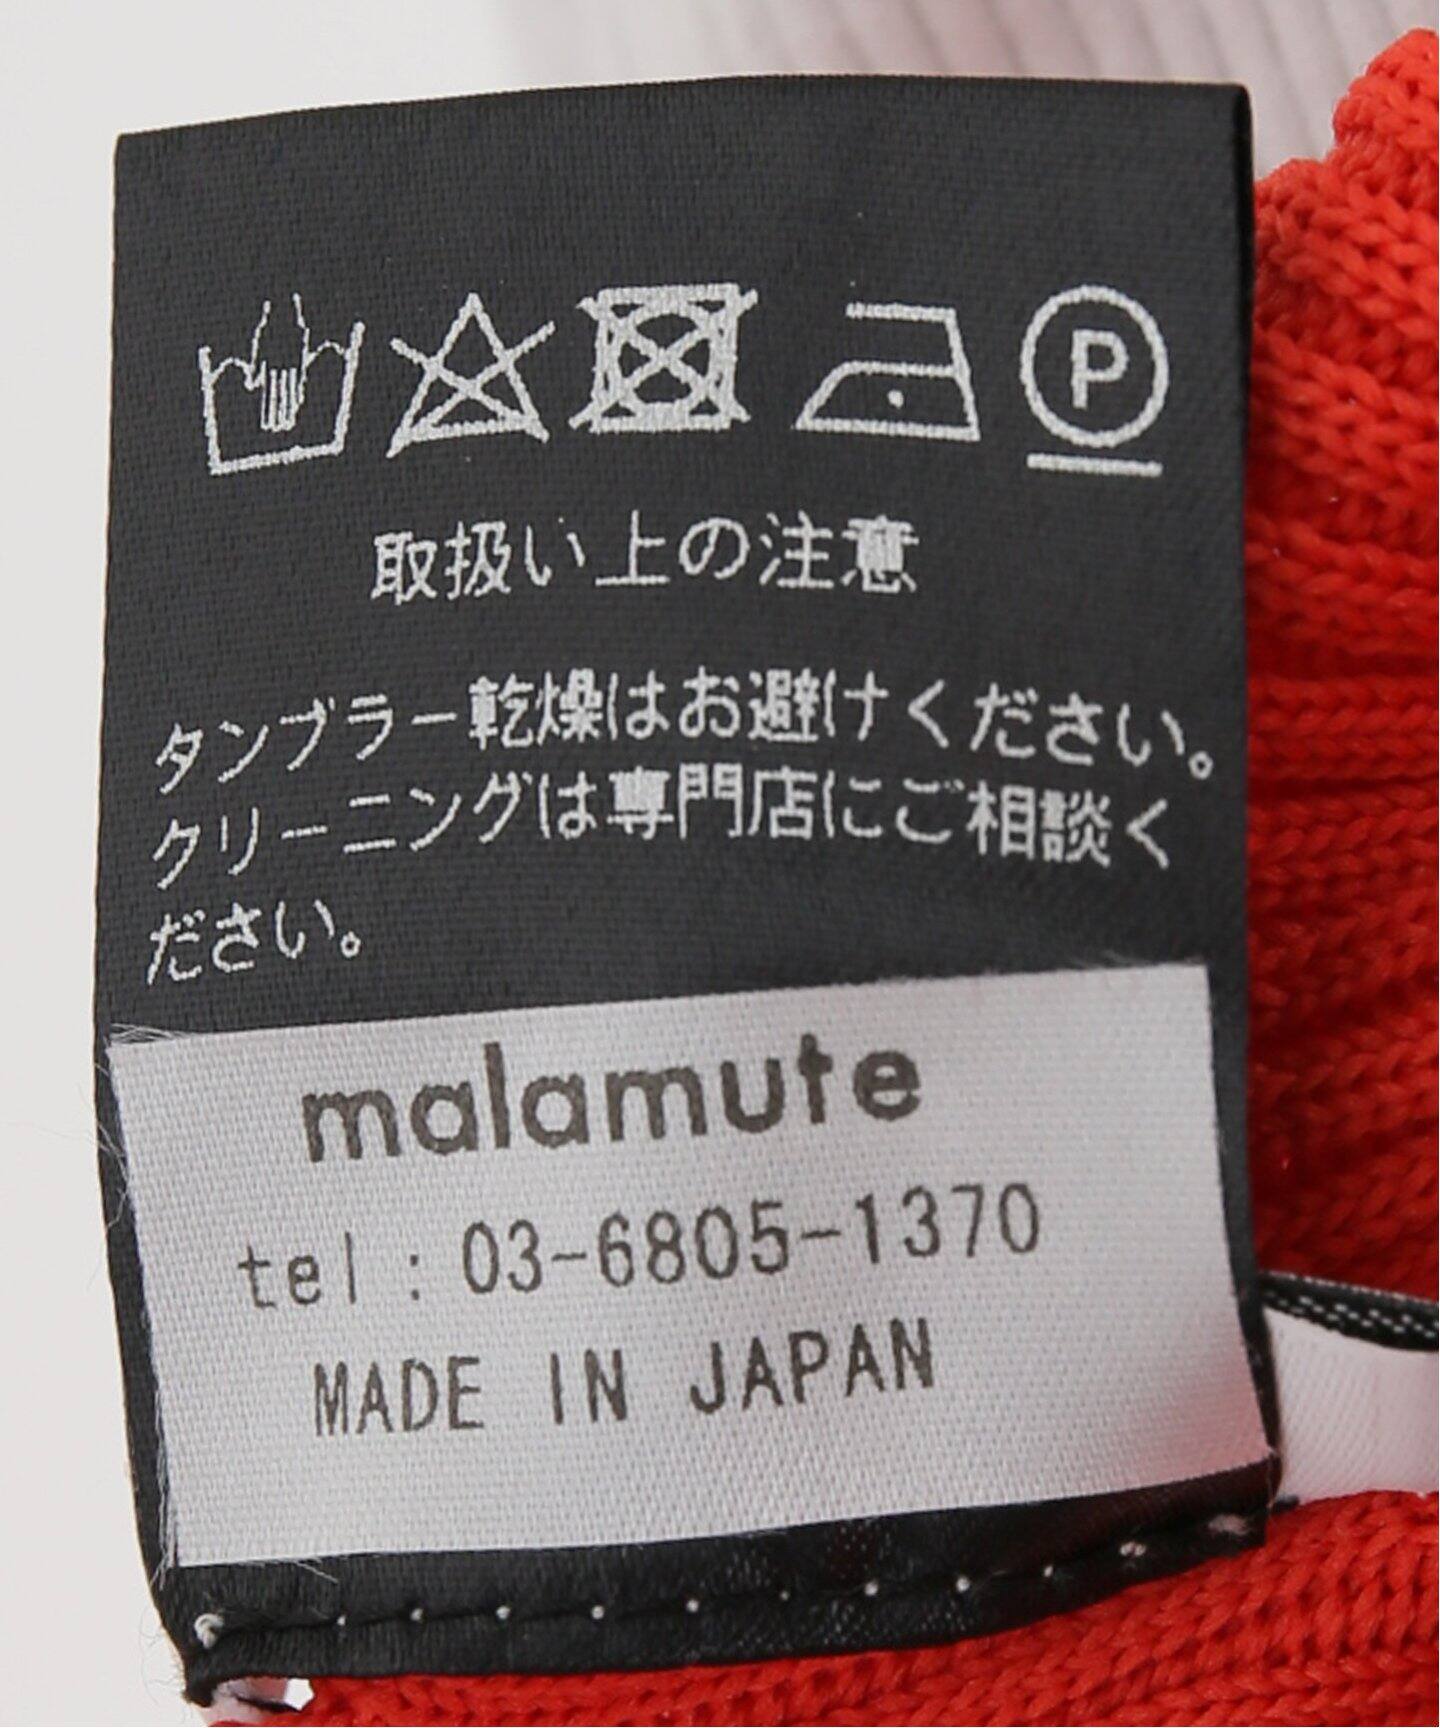 P
取扱い上の注意
タンブラー乾燥はお避けください。
クリーニングは専門店にご相談く
ださい。
malamute
tel：03-6805-1370
MADE IN JAPAN